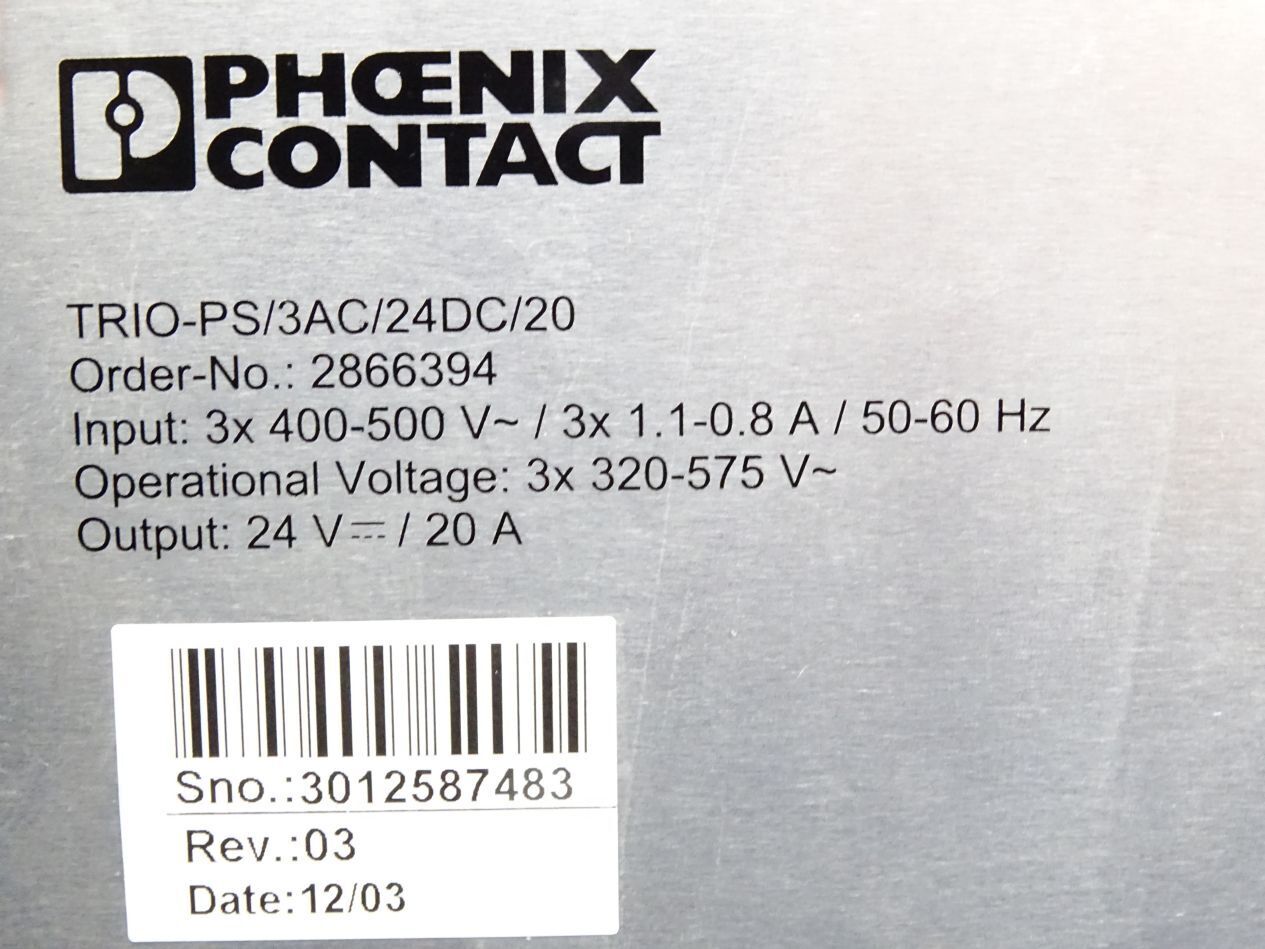 PHŒNIX
CONTACT
TRIO-PS/3AC/24DC/20
Order-No.: 2866394
Input: 3x 400-500 V~ / 3x 1.1-0.8 A / 50-60 Hz
Operational Voltage: 3x 320-575 V~
Output: 24 V⎓ / 20 A
Sno.:3012587483
Rev.:03
Date:12/03